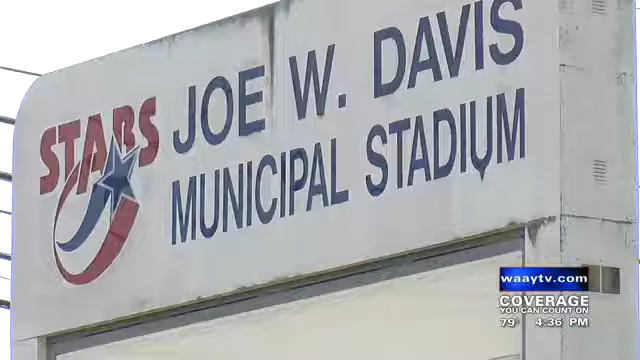 STARS
JOE W. DAVIS
MUNICIPAL STADIUM
waaytv.com
COVERAGE
YOU CAN COUNT ON
79° 4:36 PM